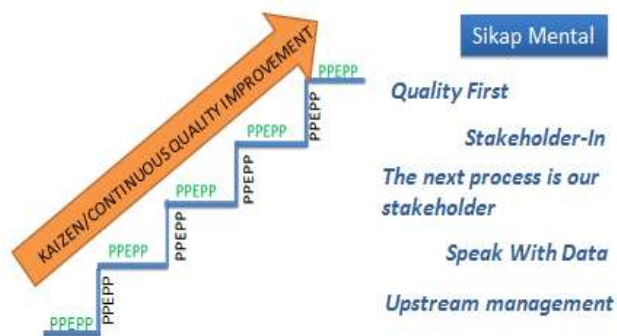 KAIZEN/CONTINUOUS QUALITY IMPROVEMENT
PPEPP
PPEPP
PPEPP
PPEPP
PPEPP
PPEPP
PPEPP
PPEPP
PPEPP
Sikap Mental
Quality First
Stakeholder-In
The next process is our
stakeholder
Speak With Data
Upstream management